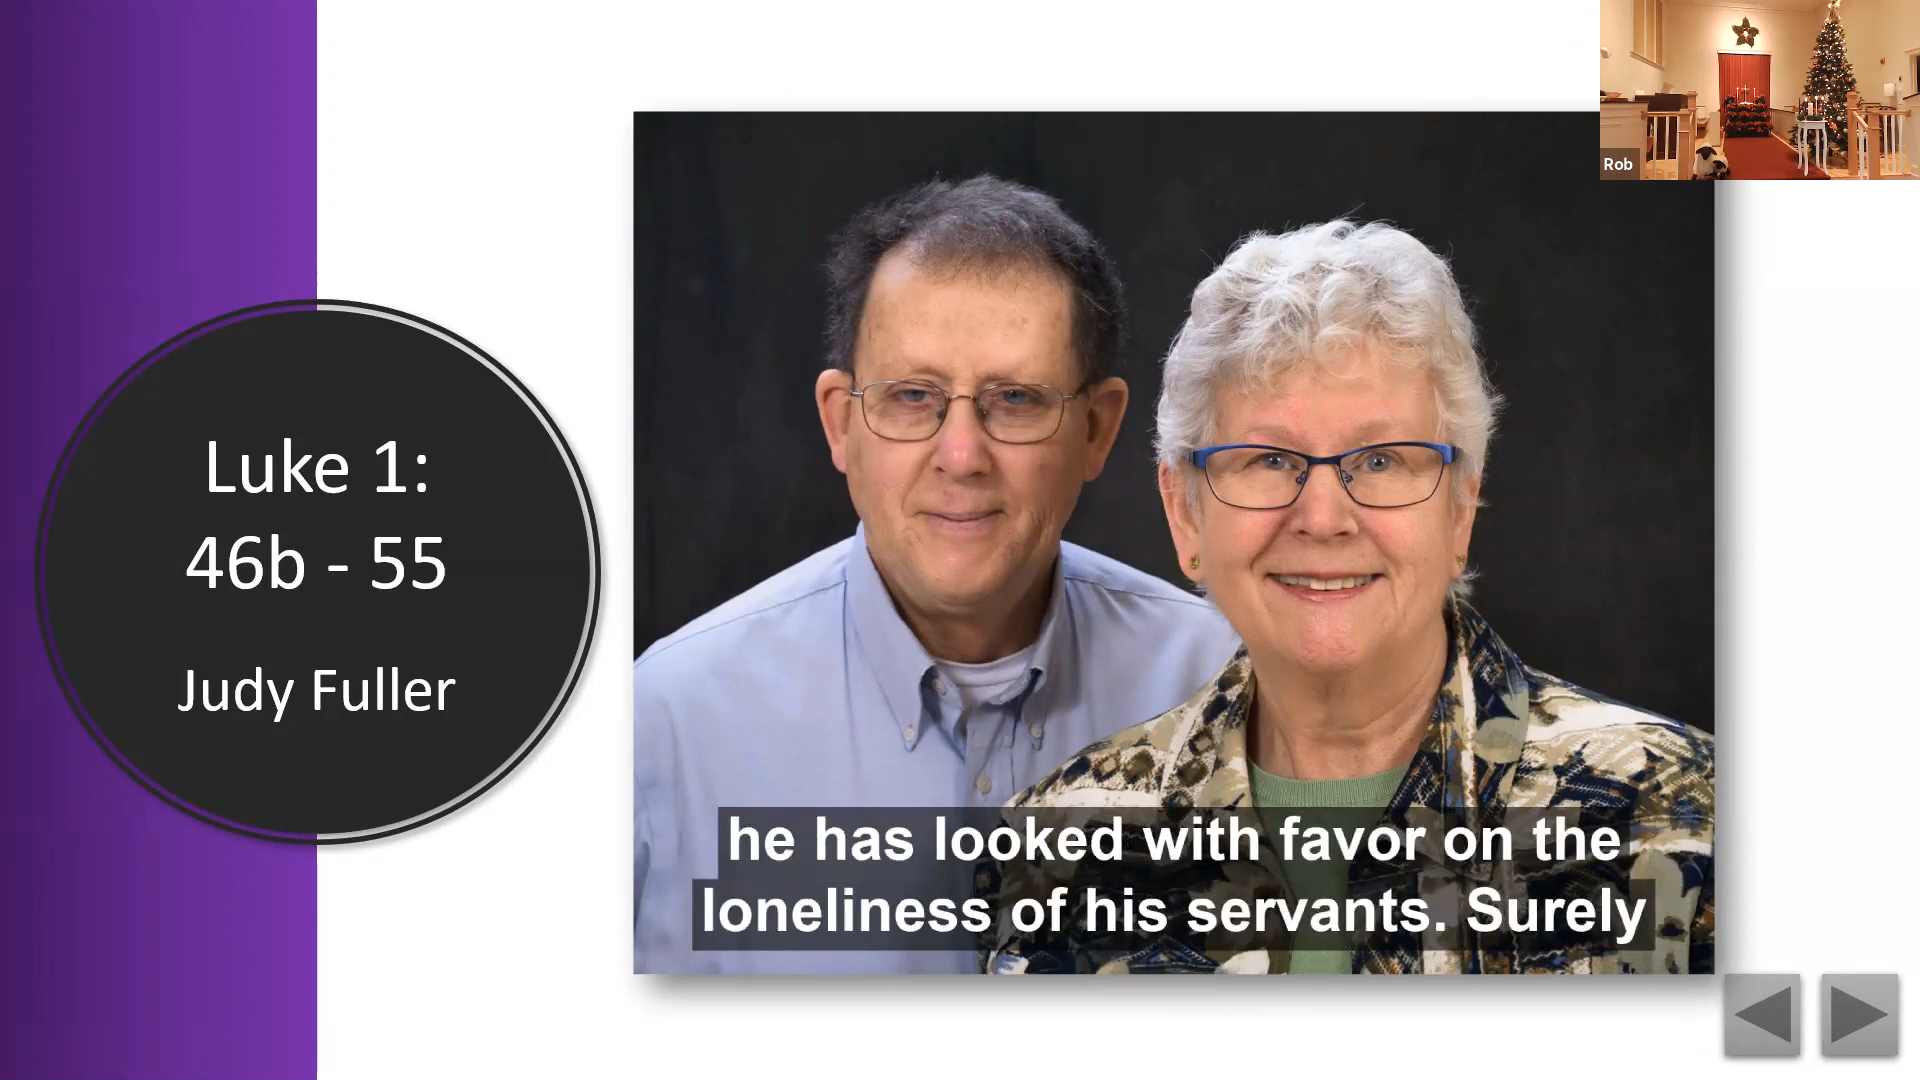 Luke 1:
46b - 55
Judy Fuller
he has looked with favor on the
loneliness of his servants. Surely
Rob